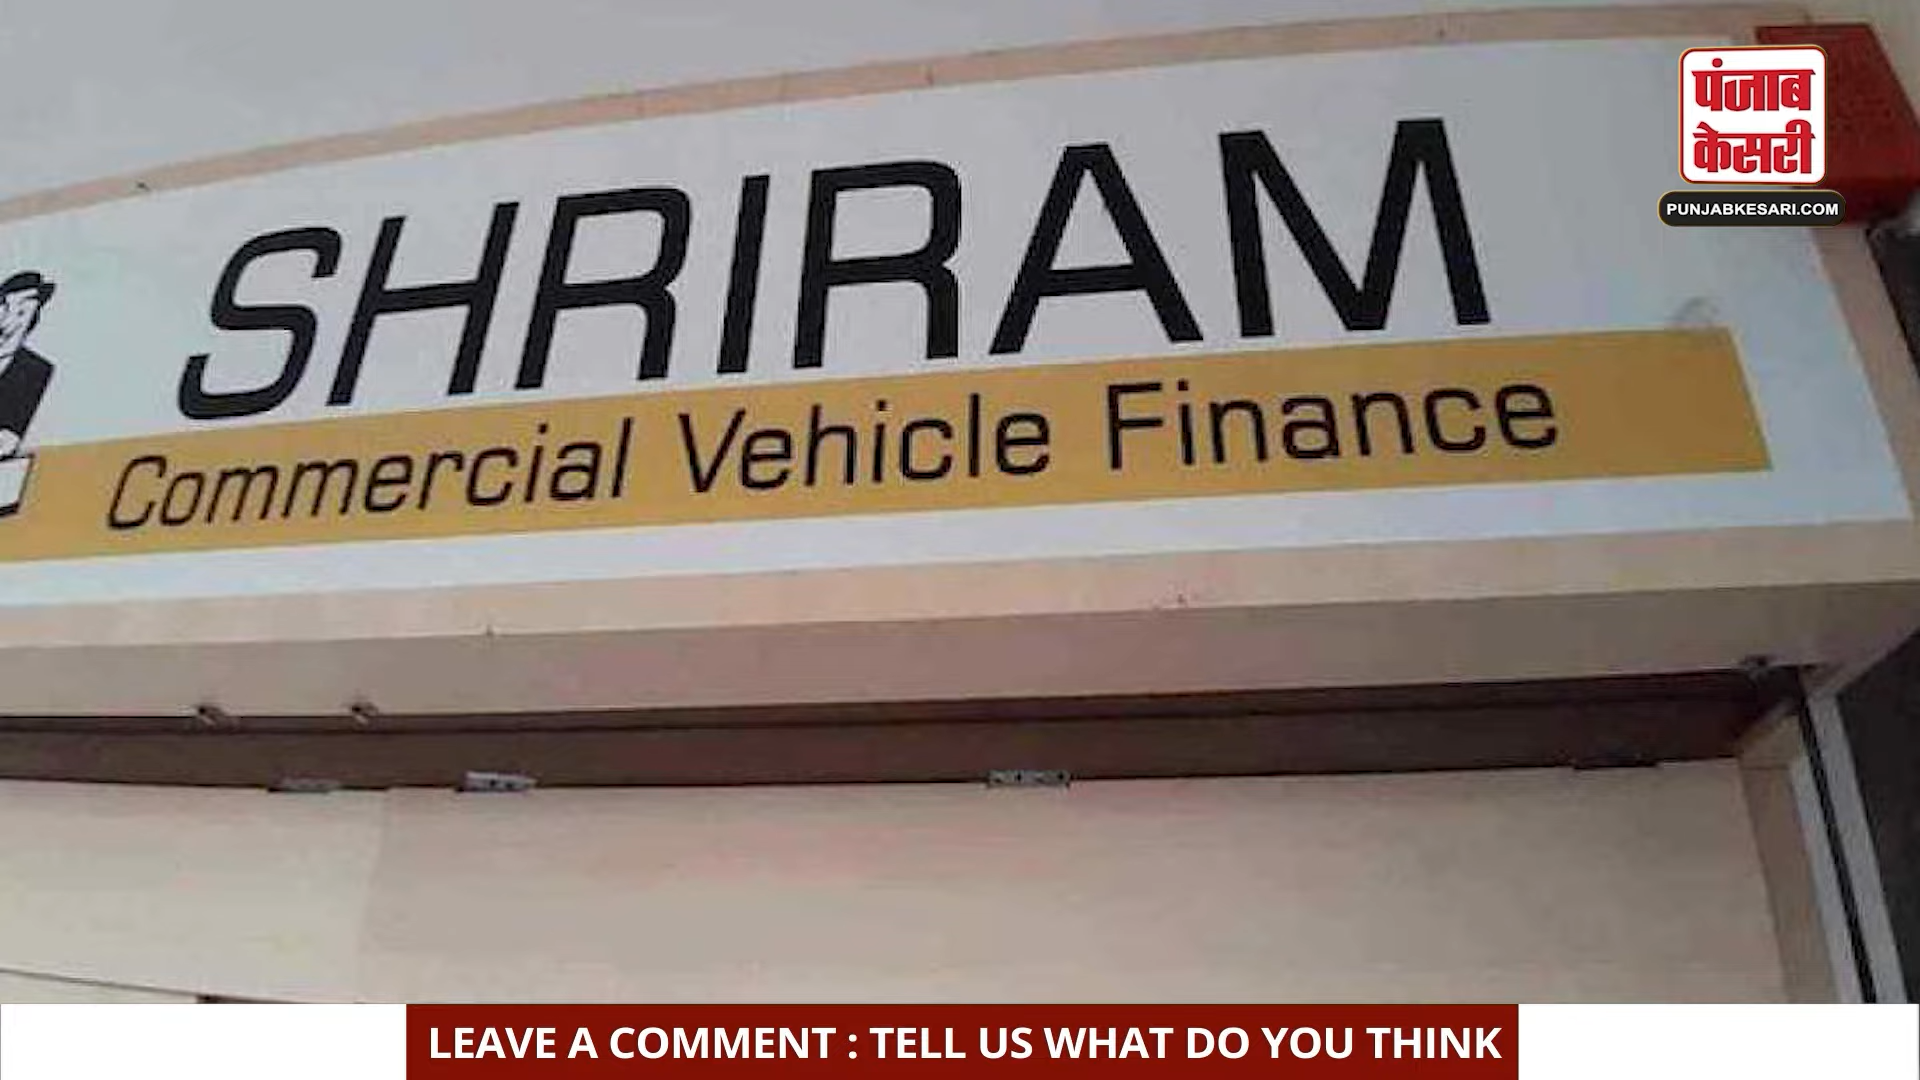 पंजाब
केसरी
PUNJABKESARI.COM
SHRIRAM
Commercial Vehicle Finance
LEAVE A COMMENT : TELL US WHAT DO YOU THINK